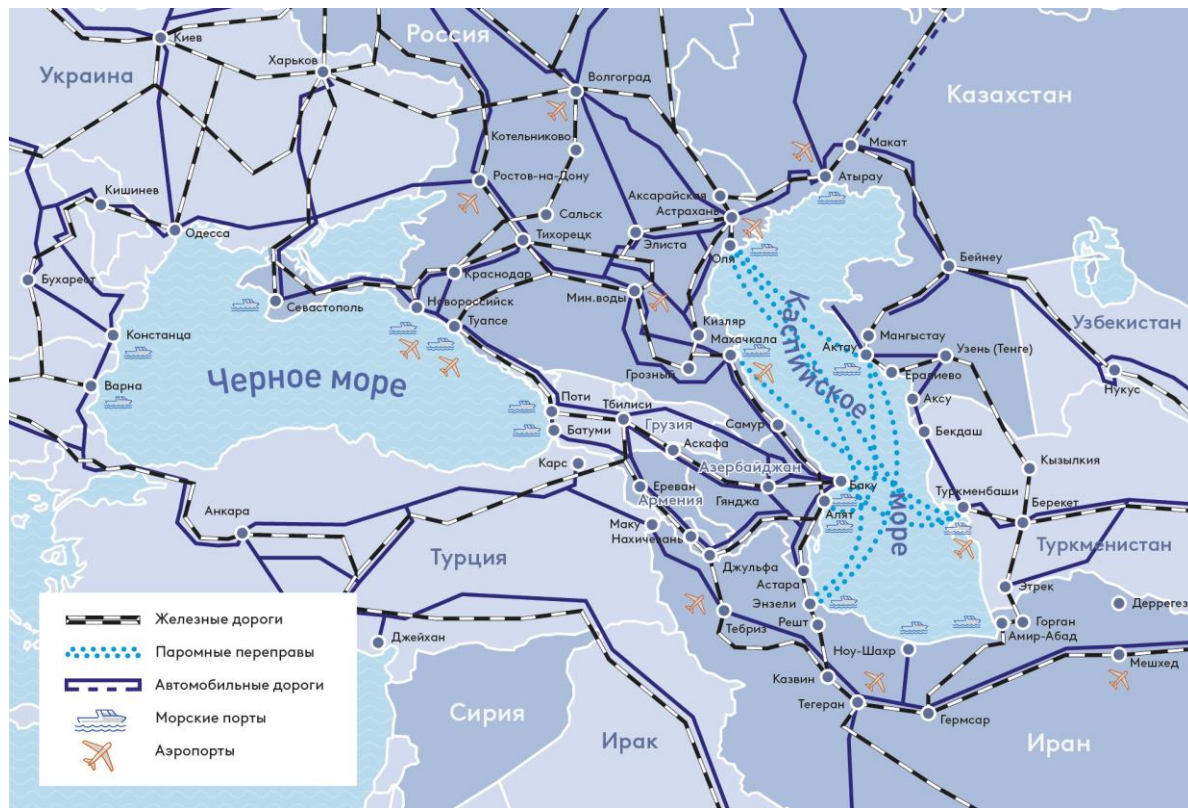 Киев
Россия
Харьков
Украина
Волгоград
Казахстан
Котельниково
Макат
Ростов-на-Дону
Аксарайская
Атырау
Кишинев
Астрахань
Сальск
Одесса
Тихорецк
Элиста
Оля
Бейнеу
Бухарест
Краснодар
Севастополь
Новороссийск
Мин.воды
Туапсе
Кизляр
Мангыстау
Узбекистан
Констанца
Махачкала
Актау
Узень (Тенге)
Каспийское
море
Черное море
Грозный
Ералиево
Варна
Нукус
Аксу
Поти
Тбилиси
Грузия
Самур
Бекдаш
Батуми
Аскафа
Карс
Азербайджан
Кызылкия
Ереван
Армения
Гянджа
Баку
Туркменбаши
Анкара
Алят
Берекет
Маку
Нахичевань
Турция
Джульфа
Туркменистан
Астара
Этрек
Энзели
Деррегез
Тебриз
Решт
Горган
Амир-Абад
Джейхан
Ноу-Шахр
Мешхед
Казвин
Сирия
Тегеран
Гермсар
Ирак
Иран
Железные дороги
Паромные переправы
Автомобильные дороги
Морские порты
Аэропорты